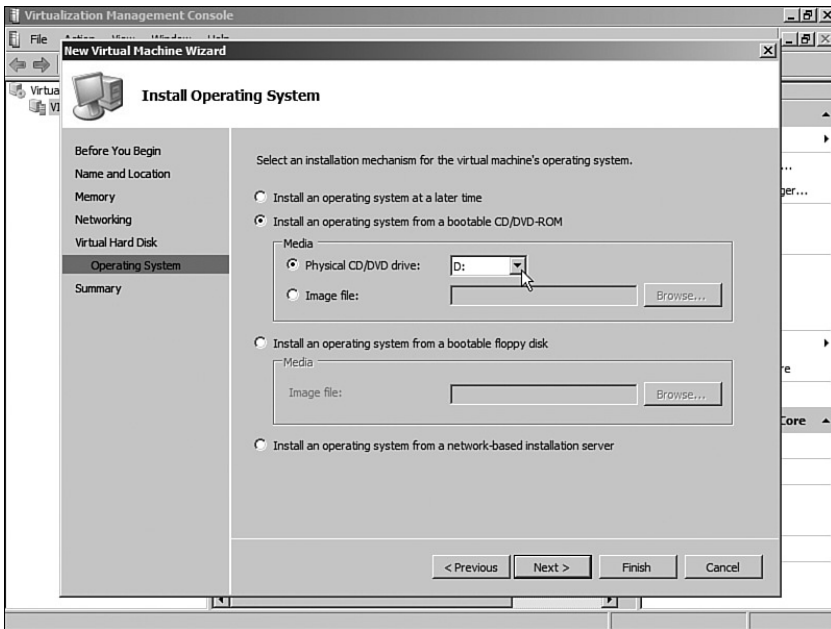 Virtualization Management Console
File
New Virtual Machine Wizard
Virtua
Install Operating System
Before You Begin
Name and Location
Memory
Networking
Virtual Hard Disk
Operating System
Summary
Select an installation mechanism for the virtual machine's operating system.
Install an operating system at a later time
Install an operating system from a bootable CD/DVD-ROM
Media
Physical CD/DVD drive: D:
Image file: Browse...
Install an operating system from a bootable floppy disk
Media
Image file: Browse...
Install an operating system from a network-based installation server
< Previous Next > Finish Cancel
...
ger...
re
Core